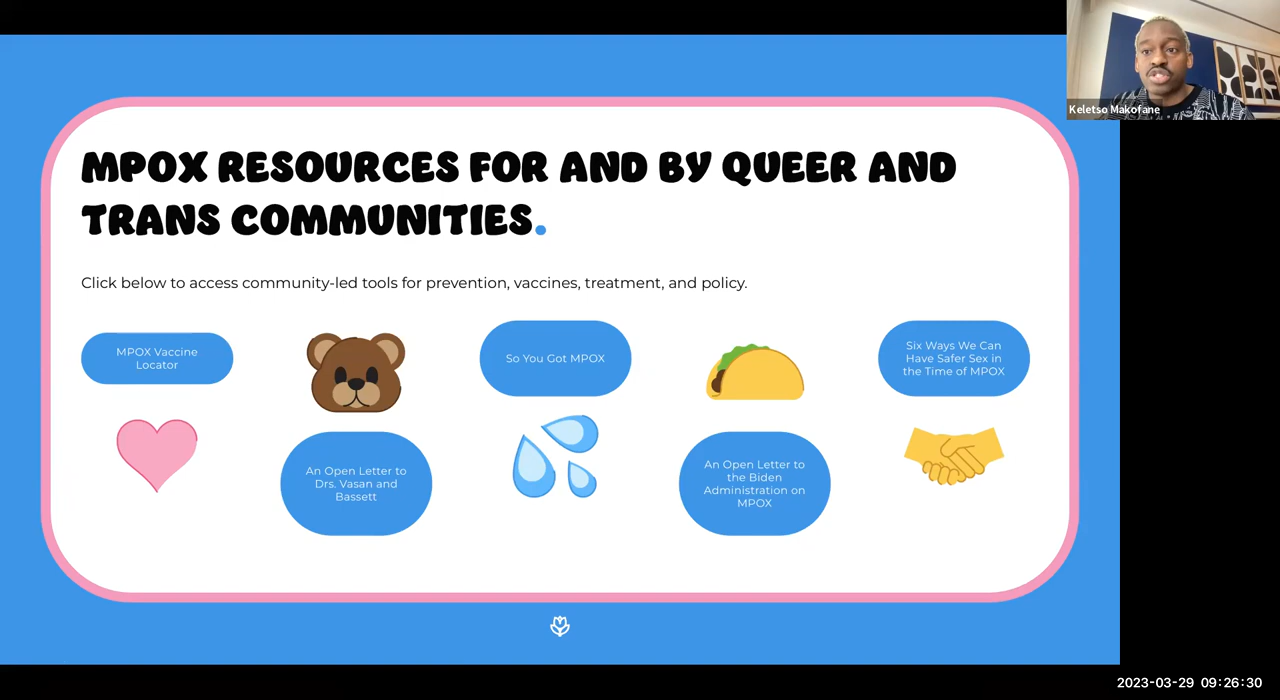 Keletso Makofane
MPOX RESOURCES FOR AND BY QUEER AND
TRANS COMMUNITIES.
Click below to access community-led tools for prevention, vaccines, treatment, and policy.
MPOX Vaccine
Locator
An Open Letter to
Drs. Vasan and
Bassett
So You Got MPOX
An Open Letter to
the Biden
Administration on
MPOX
Six Ways We Can
Have Safer Sex in
the Time of MPOX
2023-03-29 09:26:30